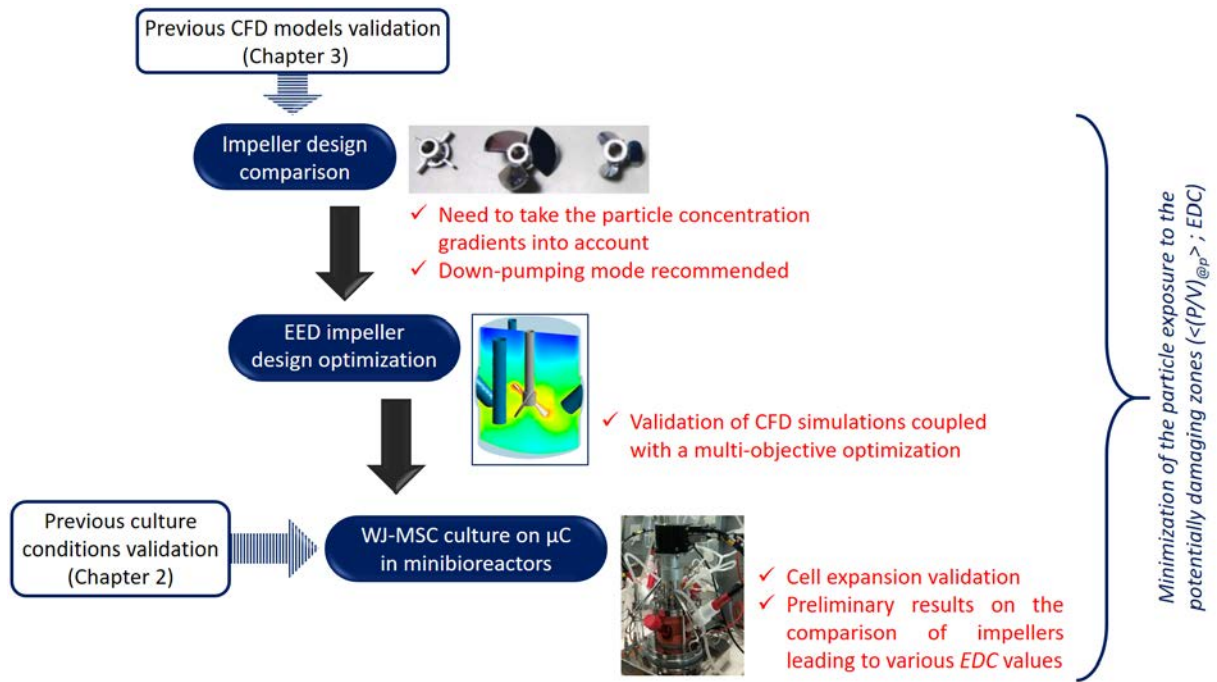 Previous CFD models validation
(Chapter 3)
Impeller design
comparison
✓ Need to take the particle concentration
gradients into account
✓ Down-pumping mode recommended
EED impeller
design optimization
✓ Validation of CFD simulations coupled
with a multi-objective optimization
Previous culture
conditions validation
(Chapter 2)
WJ-MSC culture on µC
in minibioreactors
✓ Cell expansion validation
✓ Preliminary results on the
comparison of impellers
leading to various EDC values
Minimization of the particle exposure to the
potentially damaging zones (<(P/V)@p> ; EDC)